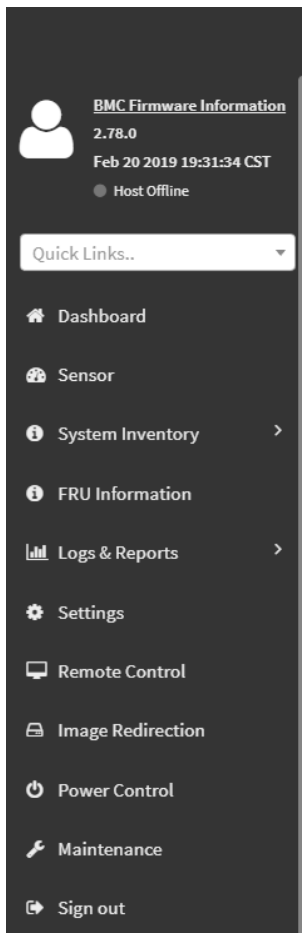 BMC Firmware Information
2.78.0
Feb 20 2019 19:31:34 CST
Host Offline
Quick Links..
Dashboard
Sensor
System Inventory
FRU Information
Logs & Reports
Settings
Remote Control
Image Redirection
Power Control
Maintenance
Sign out